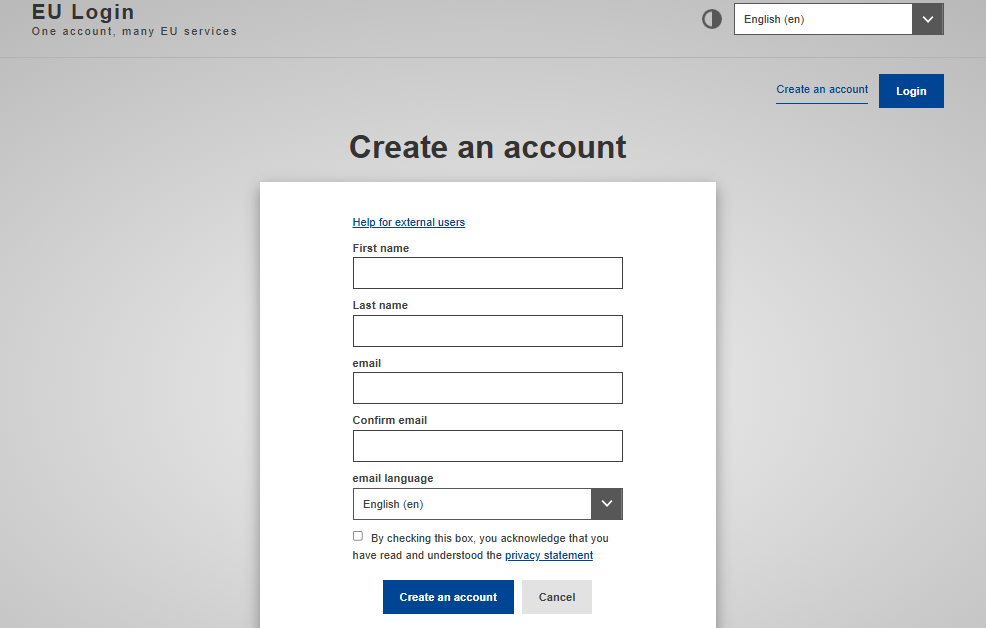 EU Login
One account, many EU services
English (en)
Create an account
Login
Create an account
Help for external users
First name
Last name
email
Confirm email
email language
English (en)
By checking this box, you acknowledge that you
have read and understood the privacy statement
Create an account
Cancel